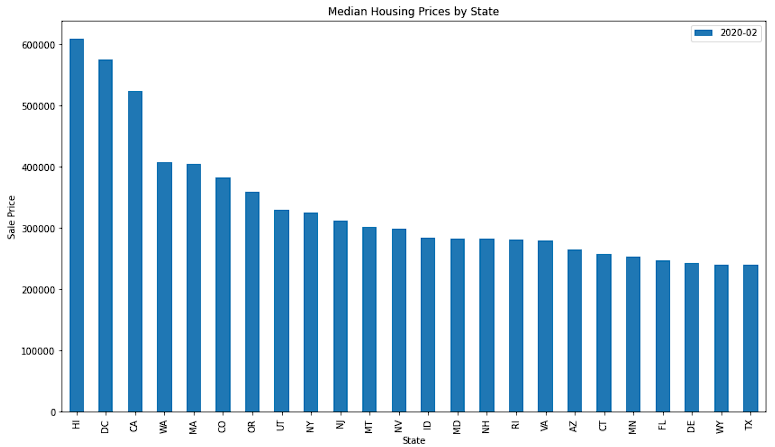 Median Housing Prices by State
2020-02
600000
500000
400000
300000
200000
100000
0
Sale Price
HI DC CA WA MA CO OR UT NY NJ MT NV ID MD NH RI VA AZ CT MN FL DE WY TX
State